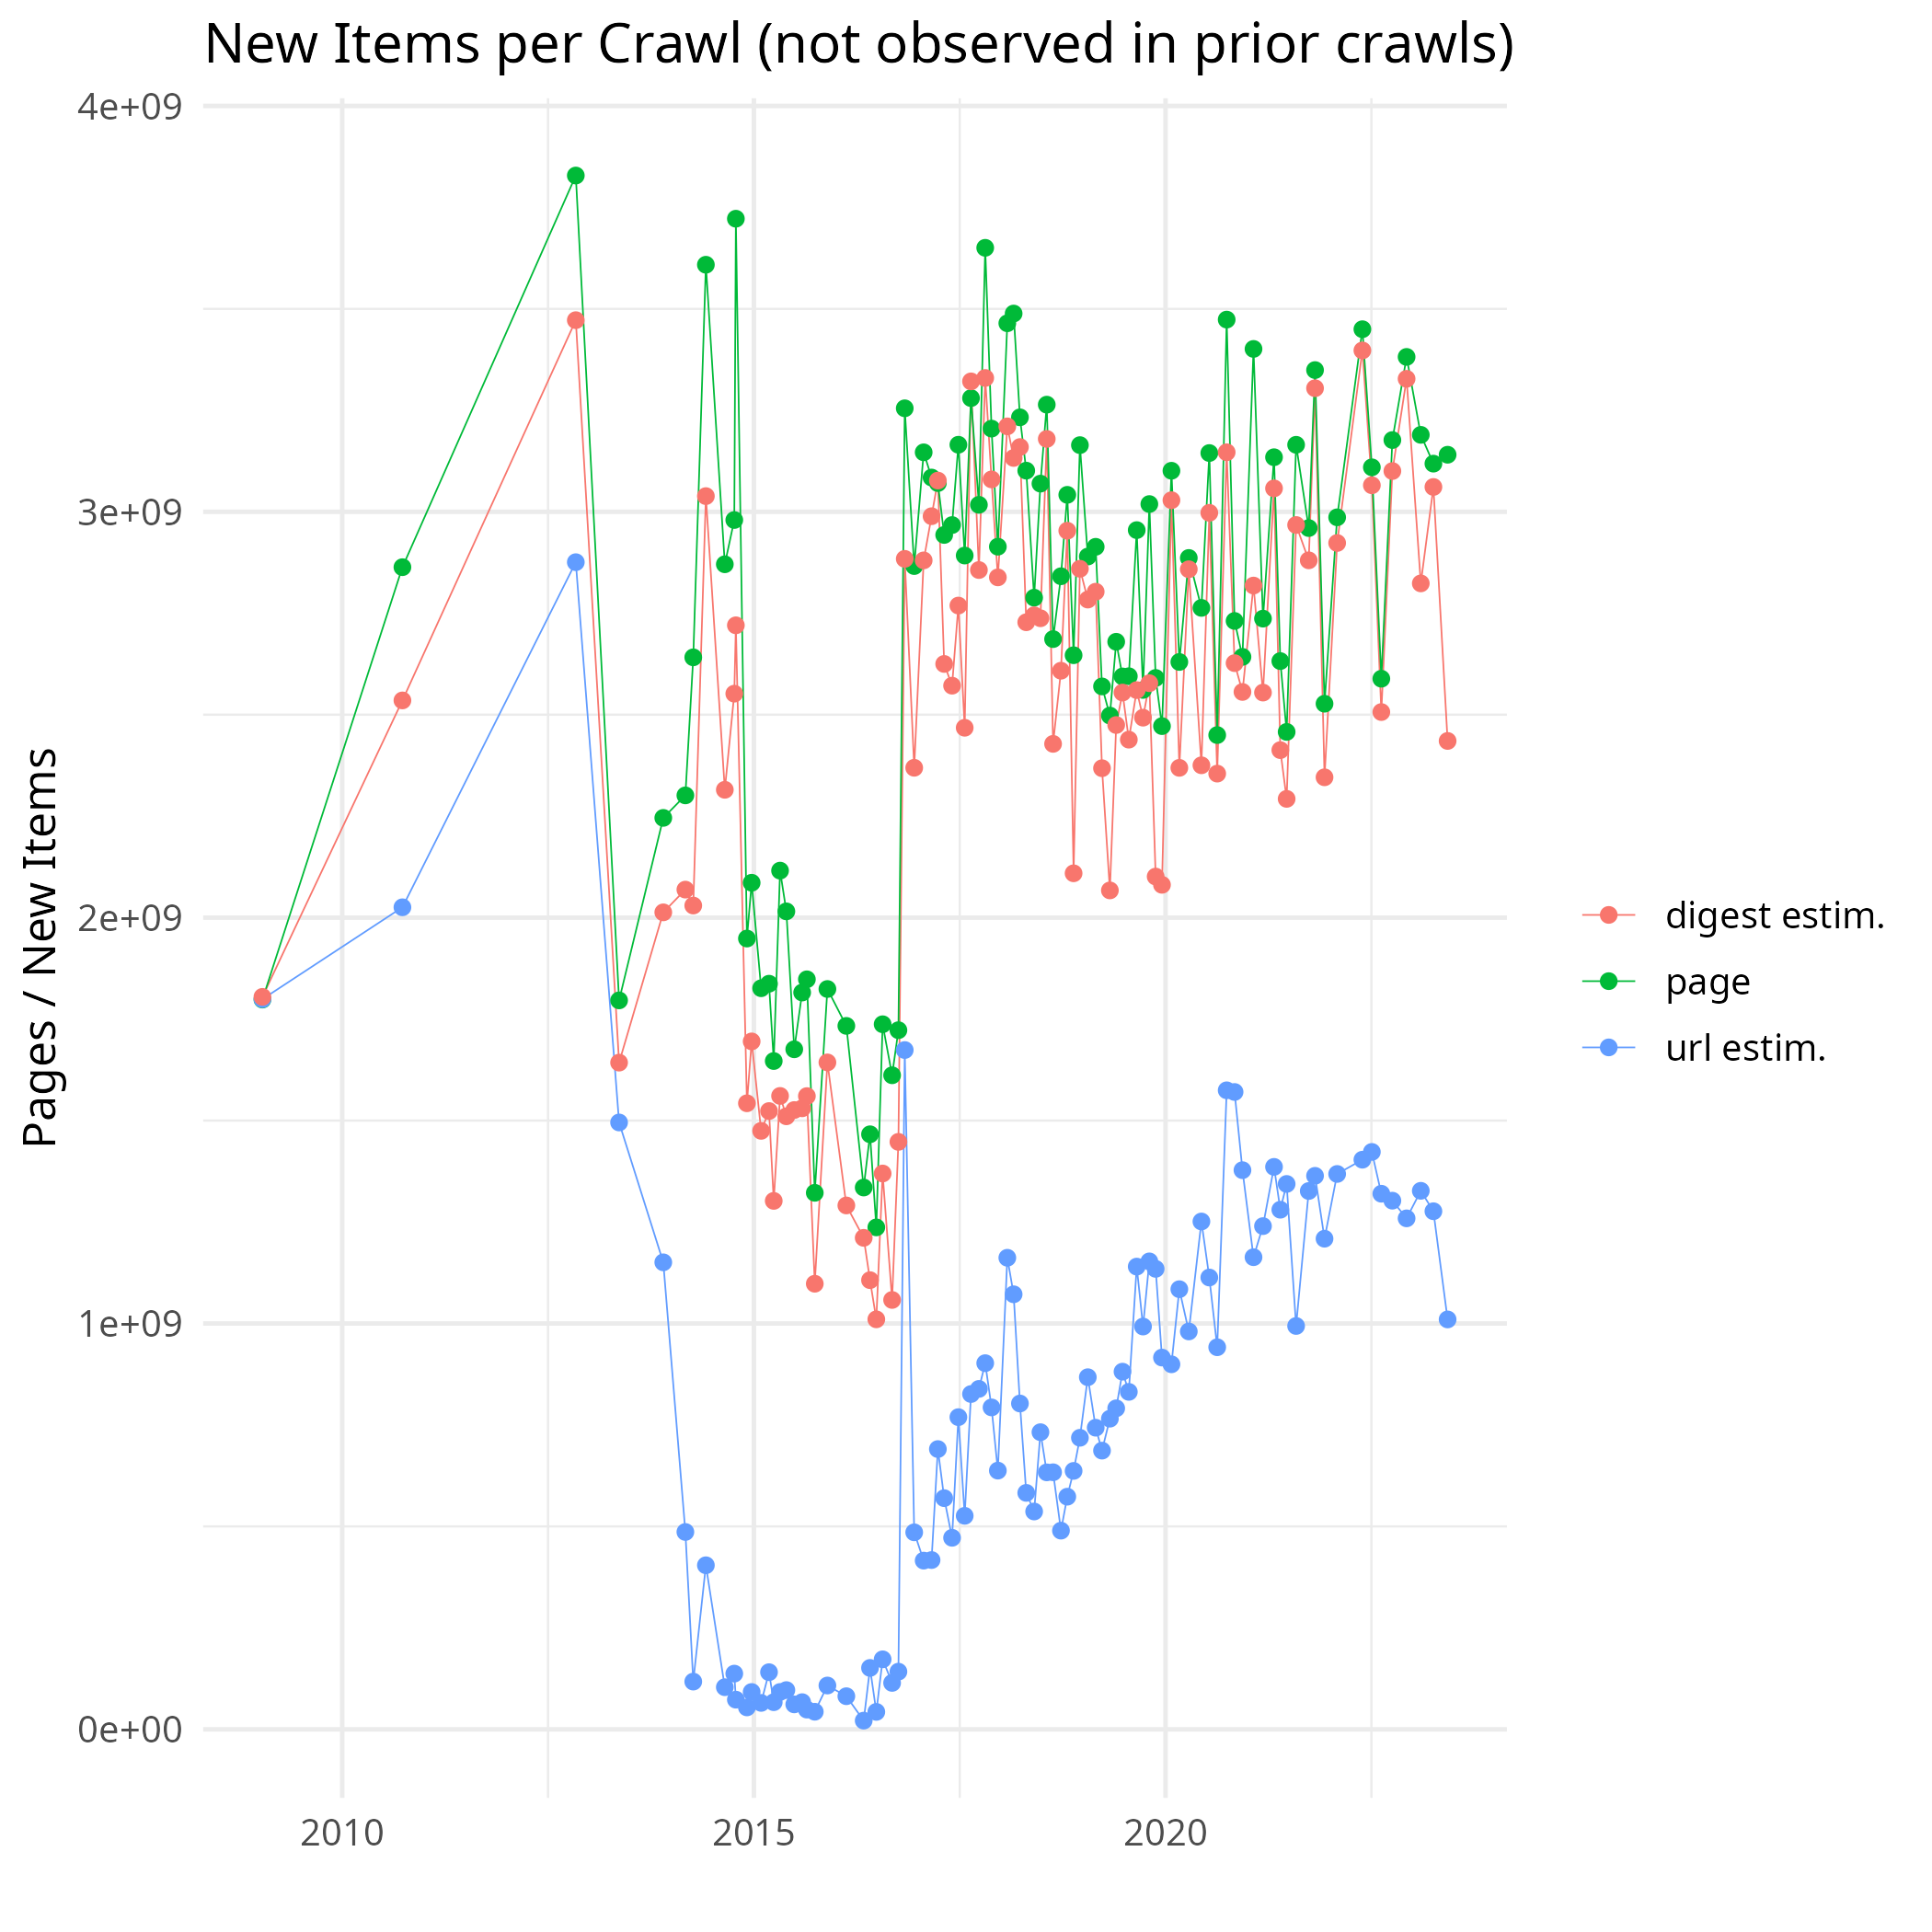 New Items per Crawl (not observed in prior crawls)
Pages / New Items
4e+09
3e+09
2e+09
1e+09
0e+00
2010
2015
2020
digest estim.
page
url estim.